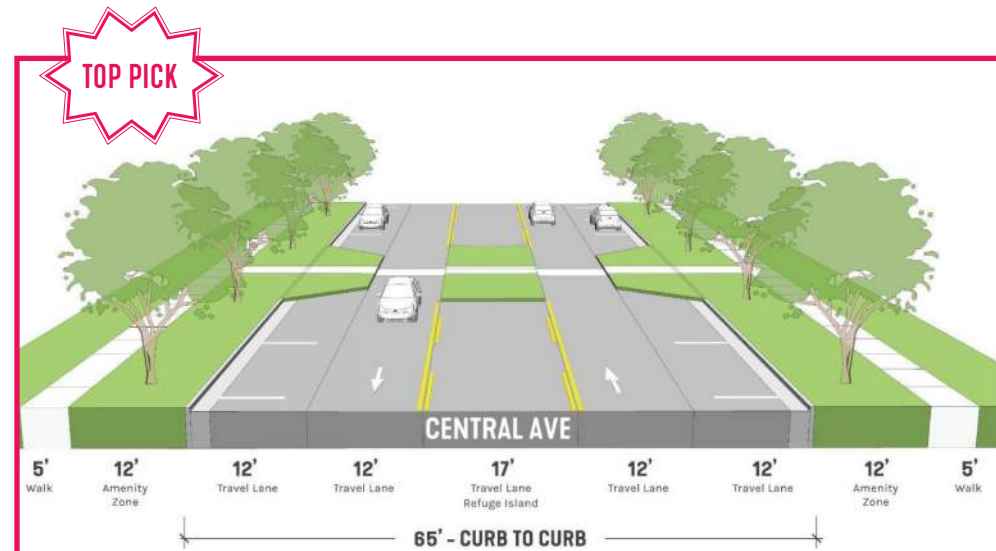 TOP PICK
CENTRAL AVE
5' 12' 12' 12' 17' 12' 12' 12' 5'
Walk Amenity Travel Lane Travel Lane Travel Lane Travel Lane Travel Lane Amenity Walk
Zone Refuge Island Zone
65' - CURB TO CURB